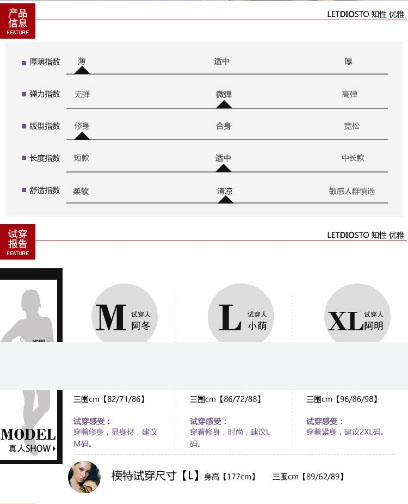 产品
信息
FEATURE
LETDIOSTO 知性 优雅
厚薄指数 薄 适中 厚
弹力指数 无弹 微弹 高弹
版型指数 修身 合身 宽松
长度指数 短款 适中 中长款
舒适指数 柔软 清凉 敏感人群慎选
试穿
报告
FEATURE
LETDIOSTO 知性 优雅
M 试穿人 阿冬
L 试穿人 小萌
XL 试穿人 阿明
三围cm【82/71/86】
三围cm【86/72/88】
三围cm【96/86/98】
试穿感受：
穿着修身，显身材，建议
M码。
试穿感受：
穿着修身，时尚，建议L
码。
试穿感受：
穿着紧身，建议2XL码。
MODEL
真人SHOW
模特试穿尺寸【L】身高【177cm】 三围cm【89/62/89】